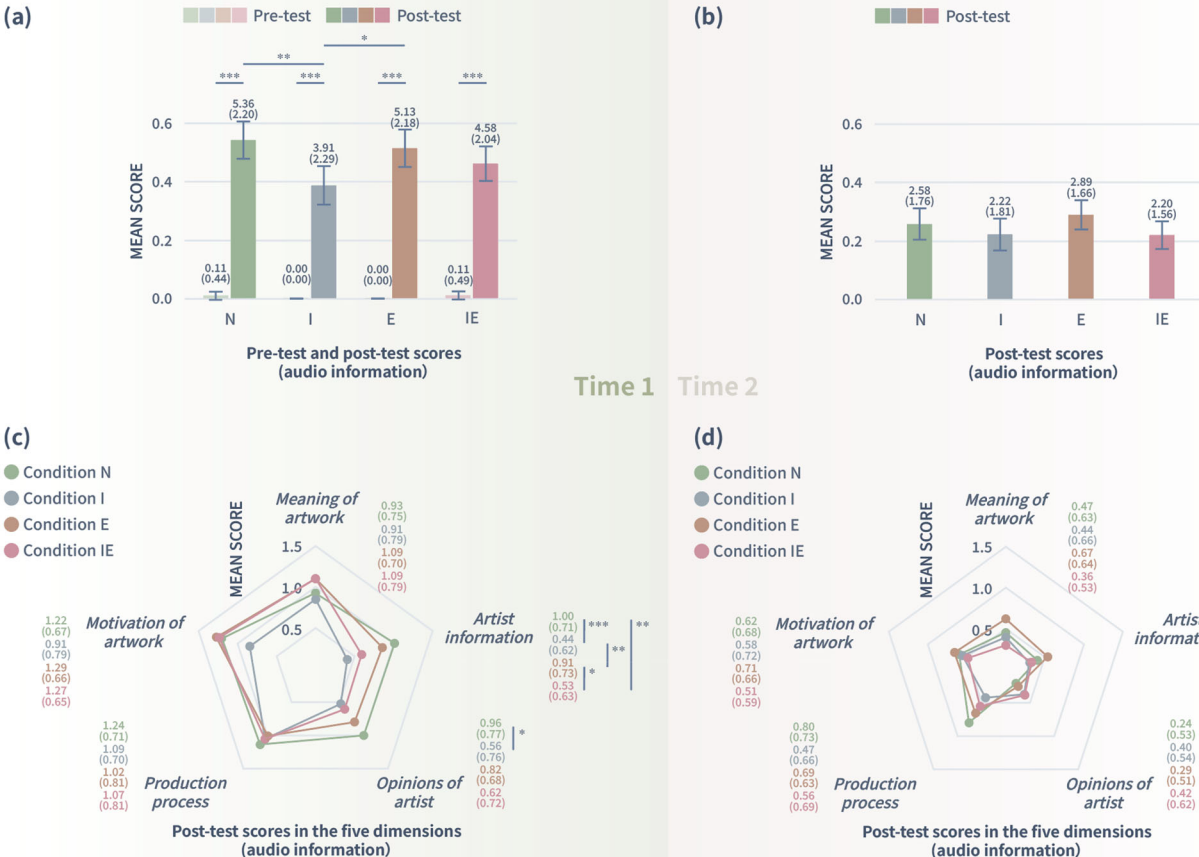 (a)
Pre-test
Post-test
*
**
***
***
***
***
5.36
(2.20)
5.13
(2.18)
4.58
(2.04)
3.91
(2.29)
0.6
0.4
0.2
0.0
MEAN SCORE
0.11
(0.44)
0.00
(0.00)
0.00
(0.00)
0.11
(0.49)
N
I
E
IE
Pre-test and post-test scores
(audio information)
(b)
Post-test
0.6
0.4
0.2
0.0
MEAN SCORE
2.58
(1.76)
2.22
(1.81)
2.89
(1.66)
2.20
(1.56)
N
I
E
IE
Post-test scores
(audio information)
Time 1
Time 2
(c)
Condition N
Condition I
Condition E
Condition IE
MEAN SCORE
1.5
1.0
0.5
Meaning of
artwork
0.93
(0.75)
0.91
(0.79)
1.09
(0.70)
1.09
(0.79)
Artist
information
1.00
(0.71)
0.44
(0.62)
0.91
(0.73)
0.53
(0.63)
***
**
*
**
Motivation of
artwork
1.22
(0.67)
0.91
(0.79)
1.29
(0.66)
1.27
(0.65)
Production
process
1.24
(0.71)
1.09
(0.70)
1.02
(0.81)
1.07
(0.81)
Opinions of
artist
0.96
(0.77)
0.56
(0.76)
0.82
(0.68)
0.62
(0.72)
*
Post-test scores in the five dimensions
(audio information)
(d)
Condition N
Condition I
Condition E
Condition IE
MEAN SCORE
1.5
1.0
0.5
Meaning of
artwork
0.47
(0.63)
0.44
(0.66)
0.67
(0.64)
0.36
(0.53)
Motivation of
artwork
0.62
(0.68)
0.58
(0.72)
0.71
(0.66)
0.51
(0.59)
Production
process
0.80
(0.73)
0.47
(0.66)
0.69
(0.63)
0.56
(0.69)
Opinions of
artist
0.24
(0.53)
0.40
(0.54)
0.29
(0.51)
0.42
(0.62)
Post-test scores in the five dimensions
(audio information)